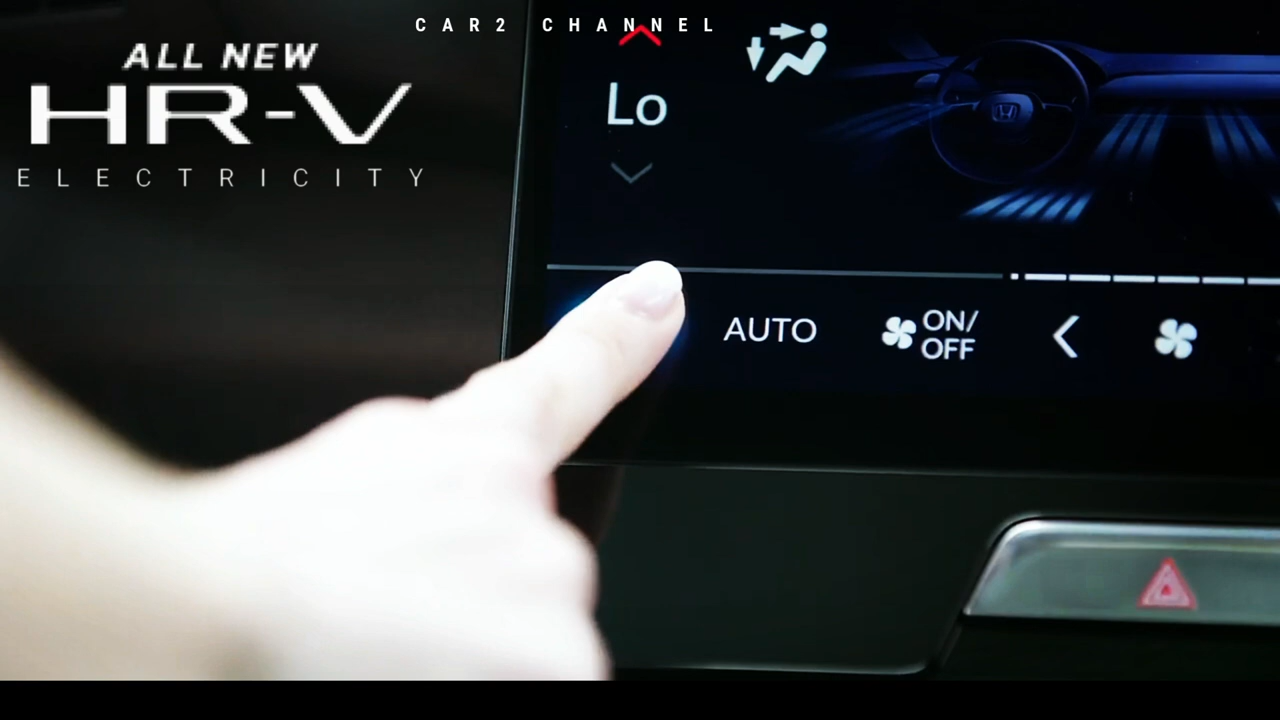 CAR2 CHANNEL
ALL NEW
HR-V
ELECTRICITY
Lo
AUTO
ON/
OFF